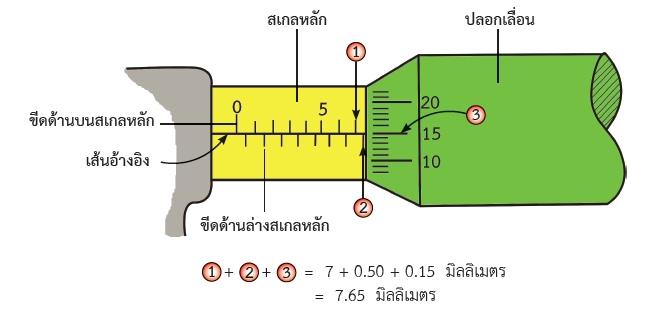 สเกลหลัก
ปลอกเลื่อน
1
0
5
20
ขีดด้านบนสเกลหลัก
3
15
เส้นอ้างอิง
10
2
ขีดด้านล่างสเกลหลัก
1 + 2 + 3 = 7 + 0.50 + 0.15 มิลลิเมตร
= 7.65 มิลลิเมตร